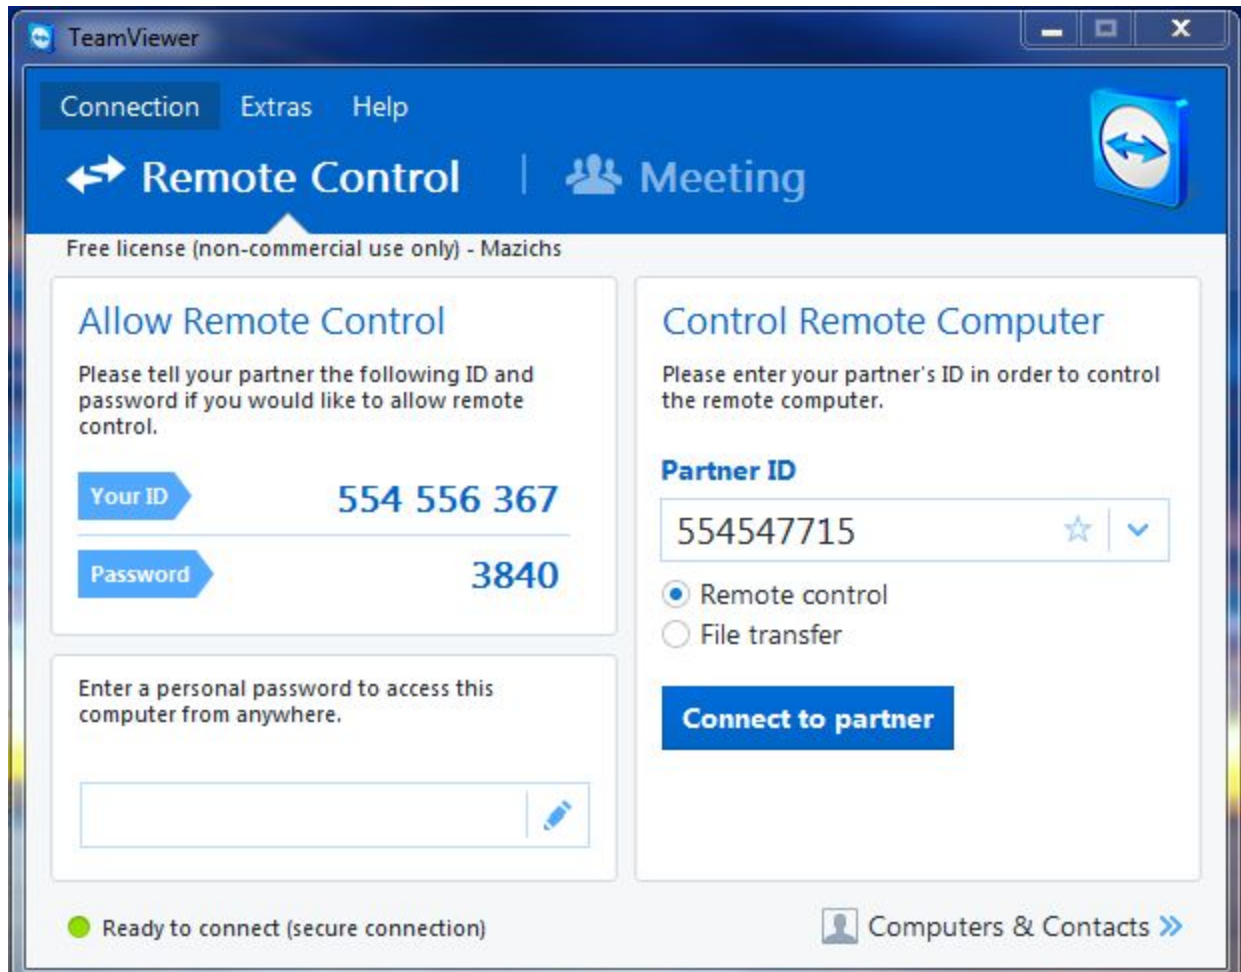 TeamViewer
Connection Extras Help
Remote Control | Meeting
Free license (non-commercial use only) - Mazichs
Allow Remote Control
Please tell your partner the following ID and
password if you would like to allow remote
control.
Your ID 554 556 367
Password 3840
Enter a personal password to access this
computer from anywhere.
Control Remote Computer
Please enter your partner's ID in order to control
the remote computer.
Partner ID
554547715
Remote control
File transfer
Connect to partner
Ready to connect (secure connection)
Computers & Contacts